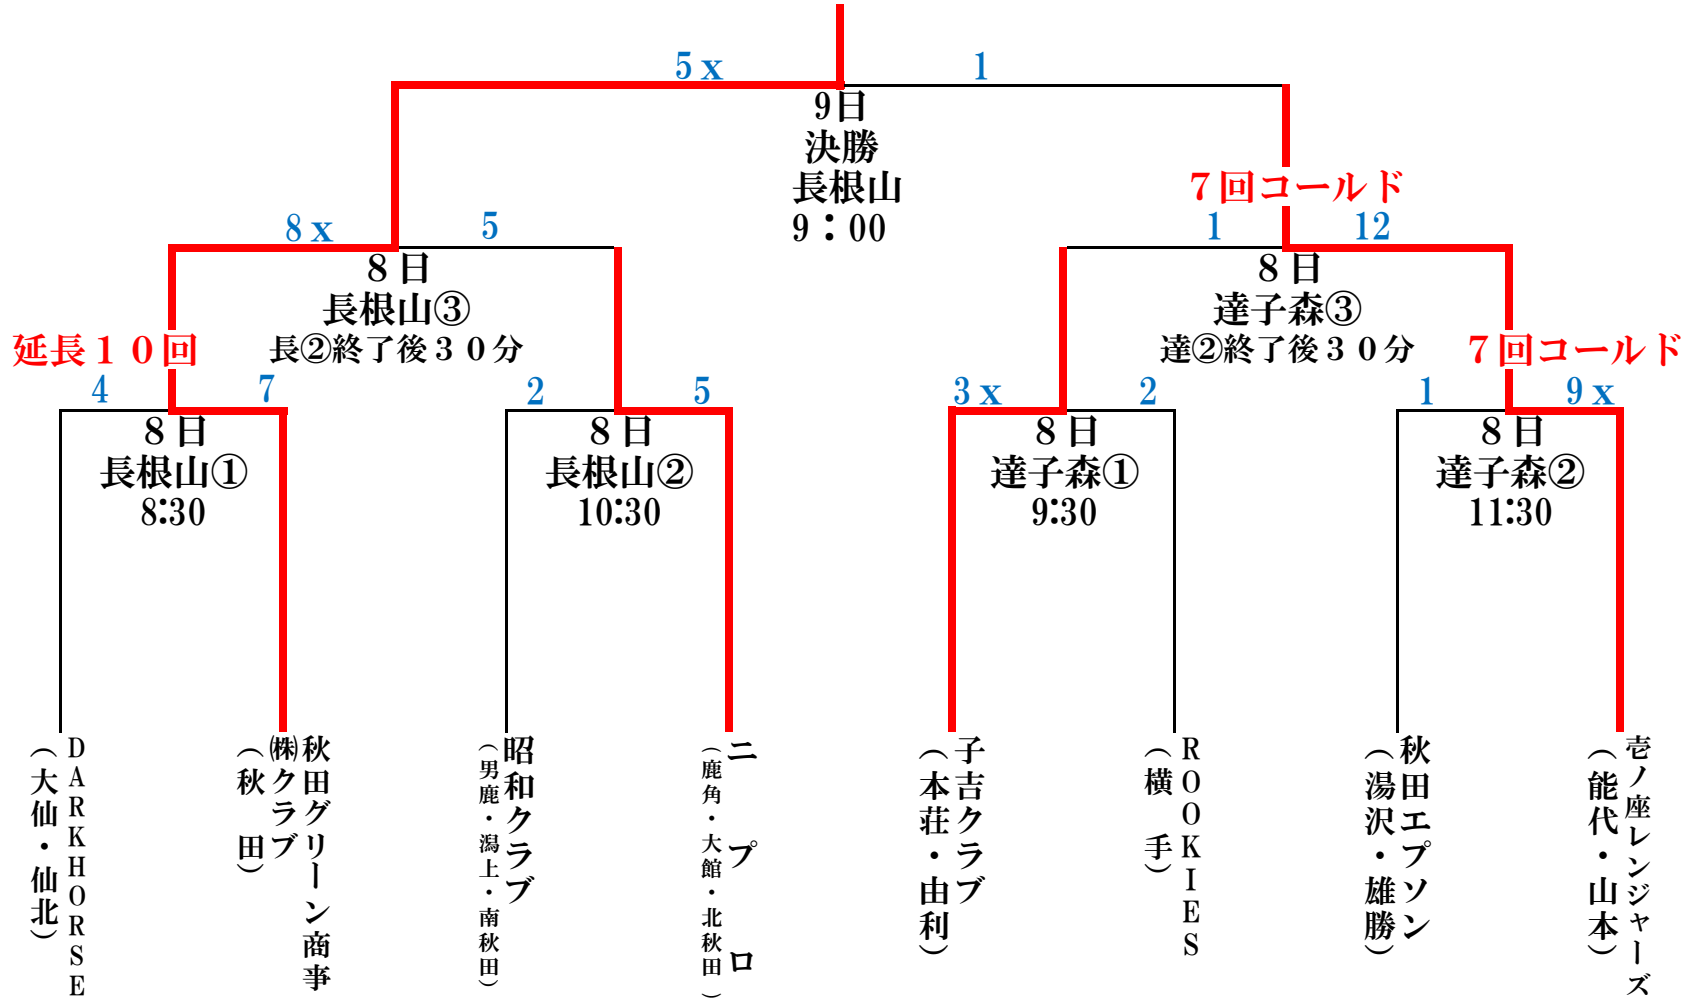 5x
1
9日
決勝
長根山
9：00
7回コールド
8x
5
1
12
8日
長根山③
長②終了後30分
8日
達子森③
達②終了後30分
延長10回
7回コールド
4
7
2
5
3x
2
1
9x
8日
長根山①
8:30
8日
長根山②
10:30
8日
達子森①
9:30
8日
達子森②
11:30
DARKHORSE
（大仙・仙北）
秋田グリーン商事
㈱クラブ
（秋　田）
昭和クラブ
（男鹿・潟上・南秋田）
ニプロ
（鹿角・大館・北秋田）
子吉クラブ
（本荘・由利）
ROOKIES
（横　手）
秋田エプソン
（湯沢・雄勝）
壱ノ座レンジャーズ
（能代・山本）